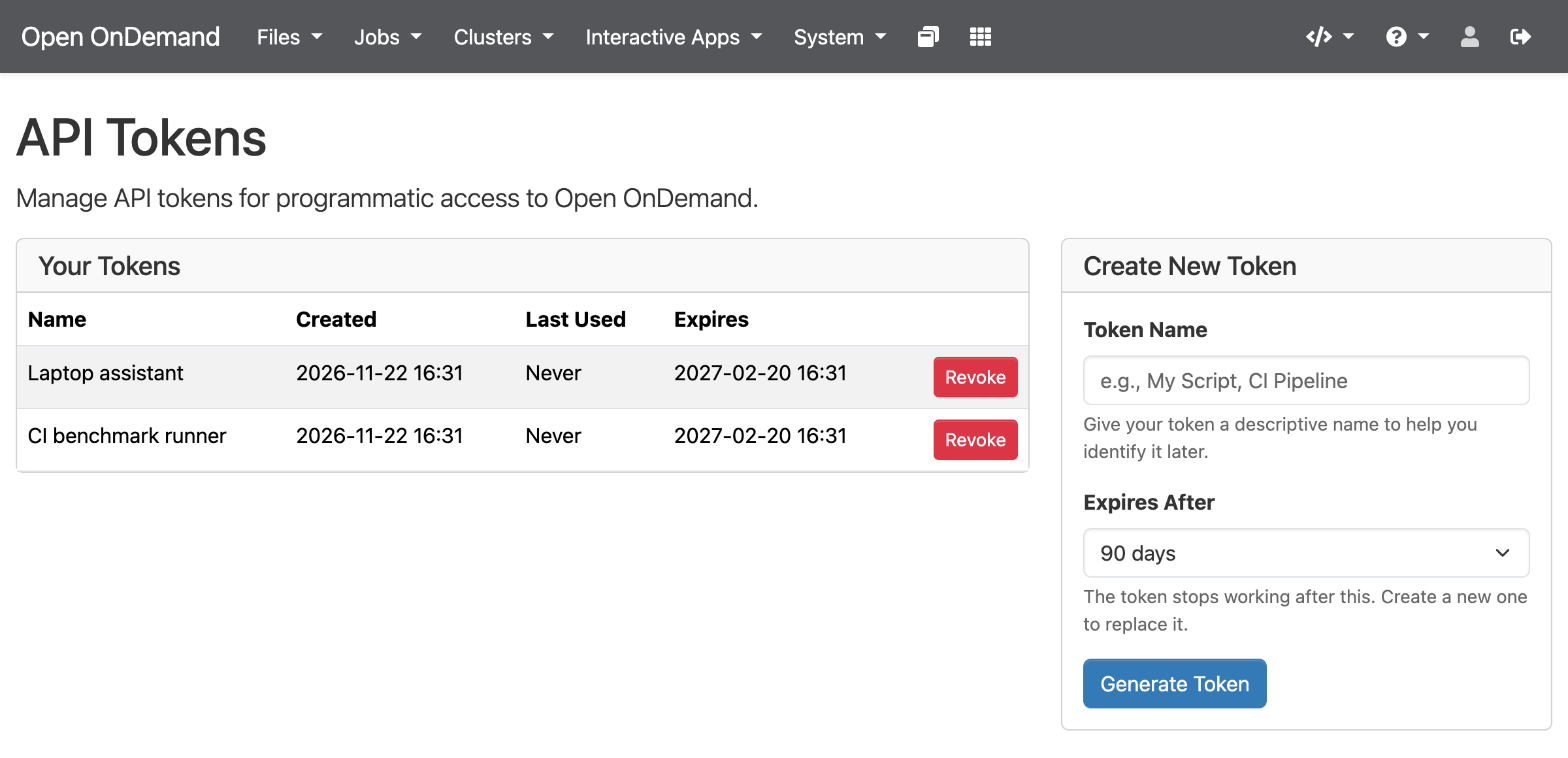 Open OnDemand Files Jobs Clusters Interactive Apps System
API Tokens
Manage API tokens for programmatic access to Open OnDemand.
Your Tokens
Name Created Last Used Expires
Laptop assistant 2026-11-22 16:31 Never 2027-02-20 16:31 Revoke
CI benchmark runner 2026-11-22 16:31 Never 2027-02-20 16:31 Revoke
Create New Token
Token Name
e.g., My Script, CI Pipeline
Give your token a descriptive name to help you
identify it later.
Expires After
90 days
The token stops working after this. Create a new one
to replace it.
Generate Token